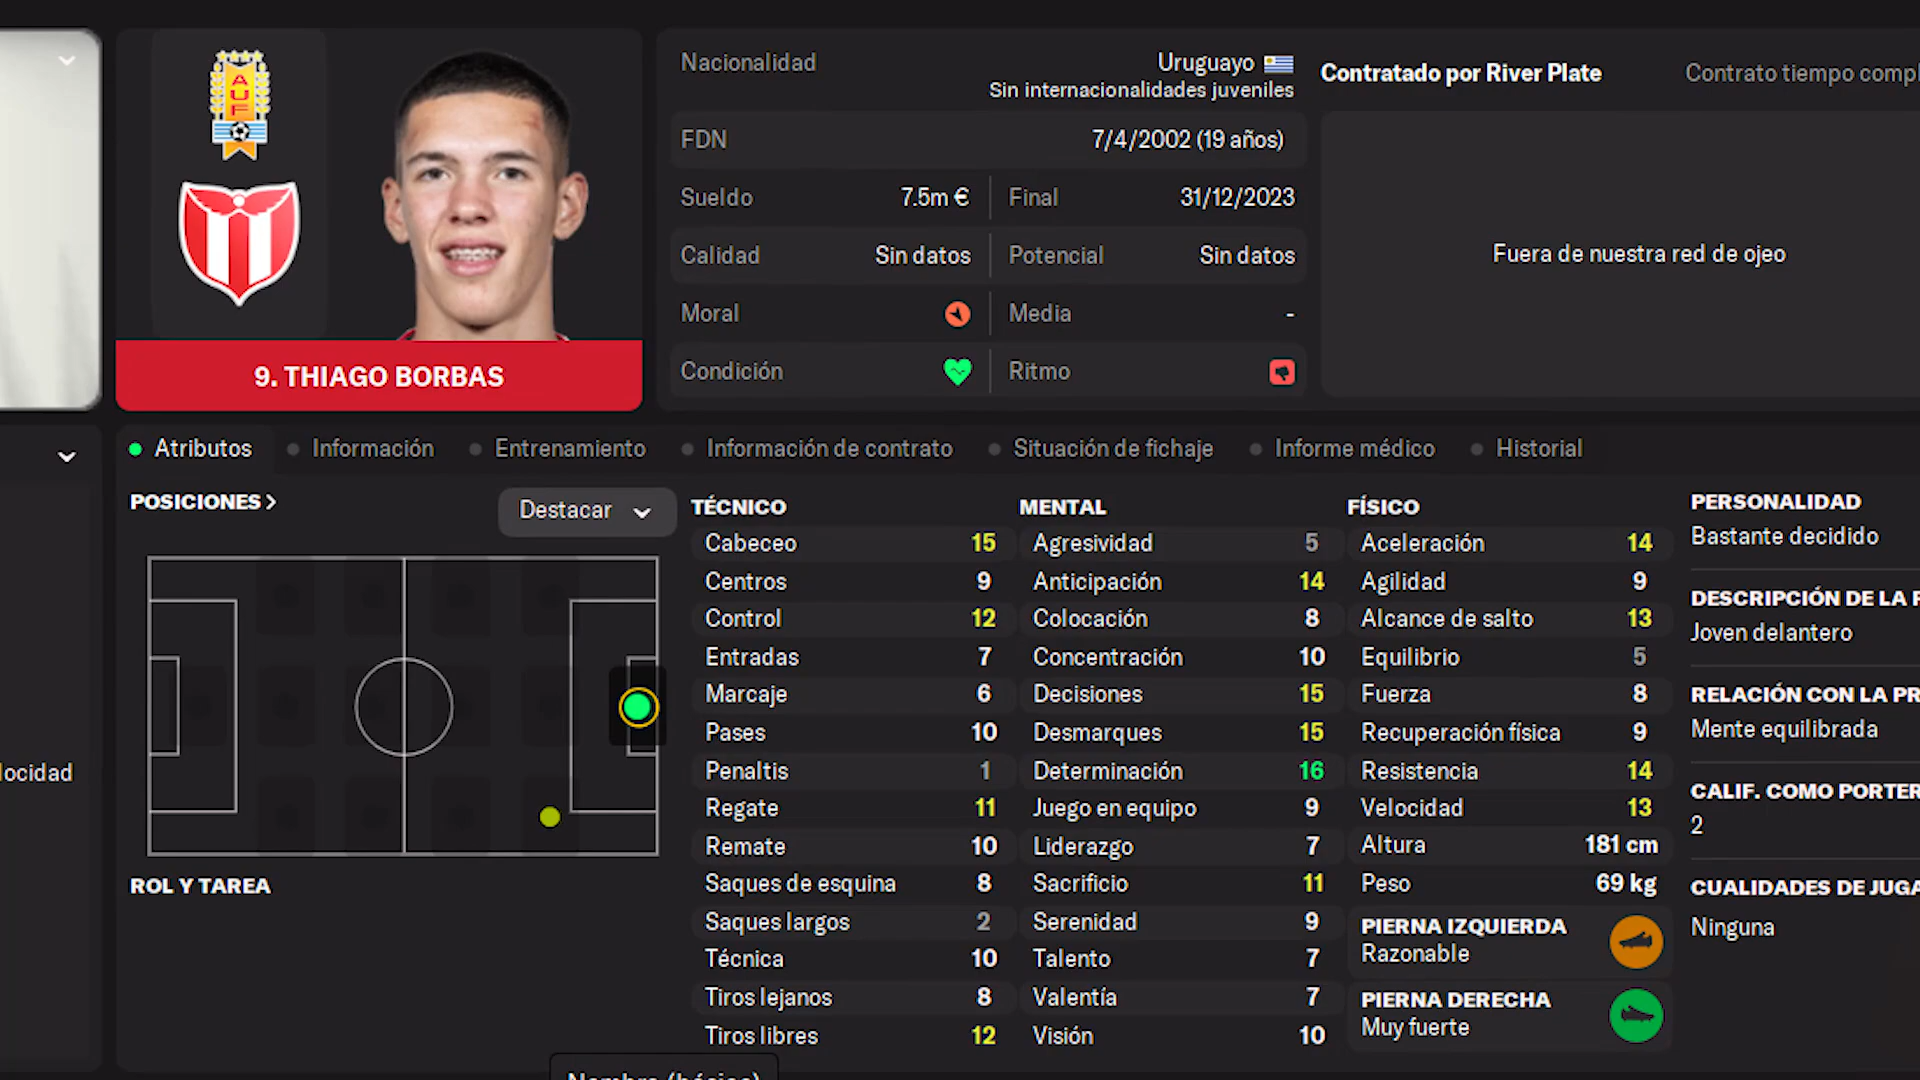 AUF
9. THIAGO BORBAS
Nacionalidad
Uruguayo
Sin internacionalidades juveniles
FDN
7/4/2002 (19 años)
Sueldo
7.5m €
Final
31/12/2023
Calidad
Sin datos
Potencial
Sin datos
Moral
Media
-
Condición
Ritmo
Contratado por River Plate
Contrato tiempo compl
Fuera de nuestra red de ojeo
Atributos
Información
Entrenamiento
Información de contrato
Situación de fichaje
Informe médico
Historial
locidad
POSICIONES >
Destacar
ROL Y TAREA
TÉCNICO
Cabeceo 15
Centros 9
Control 12
Entradas 7
Marcaje 6
Pases 10
Penaltis 1
Regate 11
Remate 10
Saques de esquina 8
Saques largos 2
Técnica 10
Tiros lejanos 8
Tiros libres 12
MENTAL
Agresividad 5
Anticipación 14
Colocación 8
Concentración 10
Decisiones 15
Desmarques 15
Determinación 16
Juego en equipo 9
Liderazgo 7
Sacrificio 11
Serenidad 9
Talento 7
Valentía 7
Visión 10
FÍSICO
Aceleración 14
Agilidad 9
Alcance de salto 13
Equilibrio 5
Fuerza 8
Recuperación física 9
Resistencia 14
Velocidad 13
Altura 181 cm
Peso 69 kg
PIERNA IZQUIERDA
Razonable
PIERNA DERECHA
Muy fuerte
PERSONALIDAD
Bastante decidido
DESCRIPCIÓN DE LA P
Joven delantero
RELACIÓN CON LA PR
Mente equilibrada
CALIF. COMO PORTER
2
CUALIDADES DE JUGA
Ninguna
Nombre (básico)